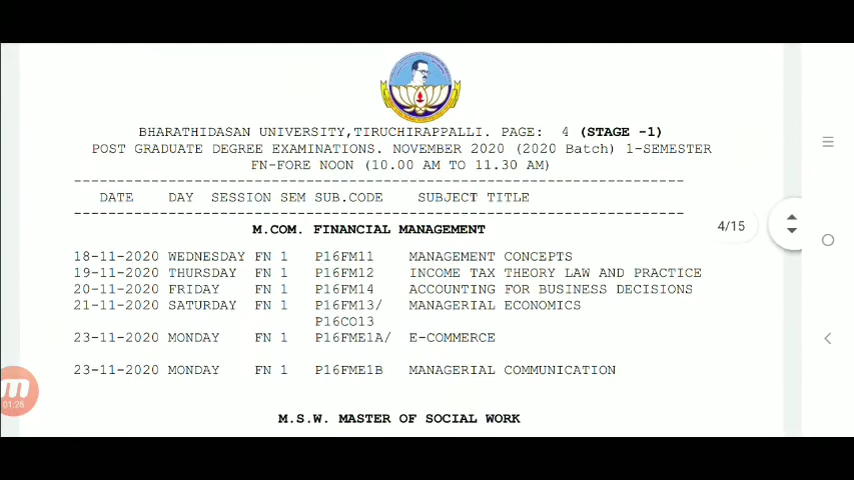 BHARATHIDASAN UNIVERSITY,TIRUCHIRAPPALLI. PAGE: 4 (STAGE -1)
POST GRADUATE DEGREE EXAMINATIONS. NOVEMBER 2020 (2020 Batch) 1-SEMESTER
FN-FORE NOON (10.00 AM TO 11.30 AM)
DATE DAY SESSION SEM SUB.CODE SUBJECT TITLE
M.COM. FINANCIAL MANAGEMENT
4/15
18-11-2020 WEDNESDAY FN 1 P16FM11 MANAGEMENT CONCEPTS
19-11-2020 THURSDAY FN 1 P16FM12 INCOME TAX THEORY LAW AND PRACTICE
20-11-2020 FRIDAY FN 1 P16FM14 ACCOUNTING FOR BUSINESS DECISIONS
21-11-2020 SATURDAY FN 1 P16FM13/ MANAGERIAL ECONOMICS
P16CO13
23-11-2020 MONDAY FN 1 P16FME1A/ E-COMMERCE
23-11-2020 MONDAY FN 1 P16FME1B MANAGERIAL COMMUNICATION
01:26
M.S.W. MASTER OF SOCIAL WORK